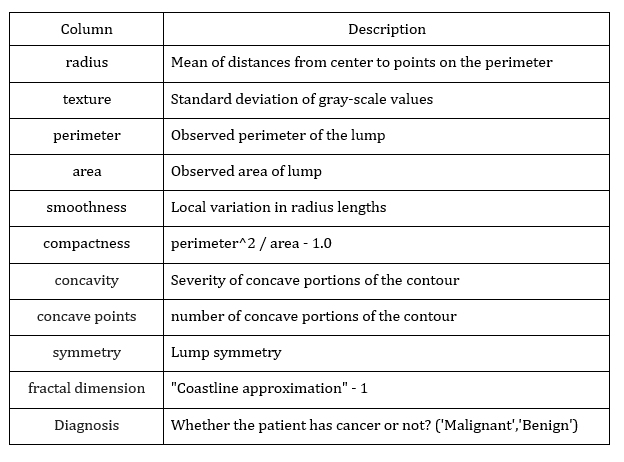 Column Description
radius Mean of distances from center to points on the perimeter
texture Standard deviation of gray-scale values
perimeter Observed perimeter of the lump
area Observed area of lump
smoothness Local variation in radius lengths
compactness perimeter^2 / area - 1.0
concavity Severity of concave portions of the contour
concave points number of concave portions of the contour
symmetry Lump symmetry
fractal dimension "Coastline approximation" - 1
Diagnosis Whether the patient has cancer or not? ('Malignant','Benign')